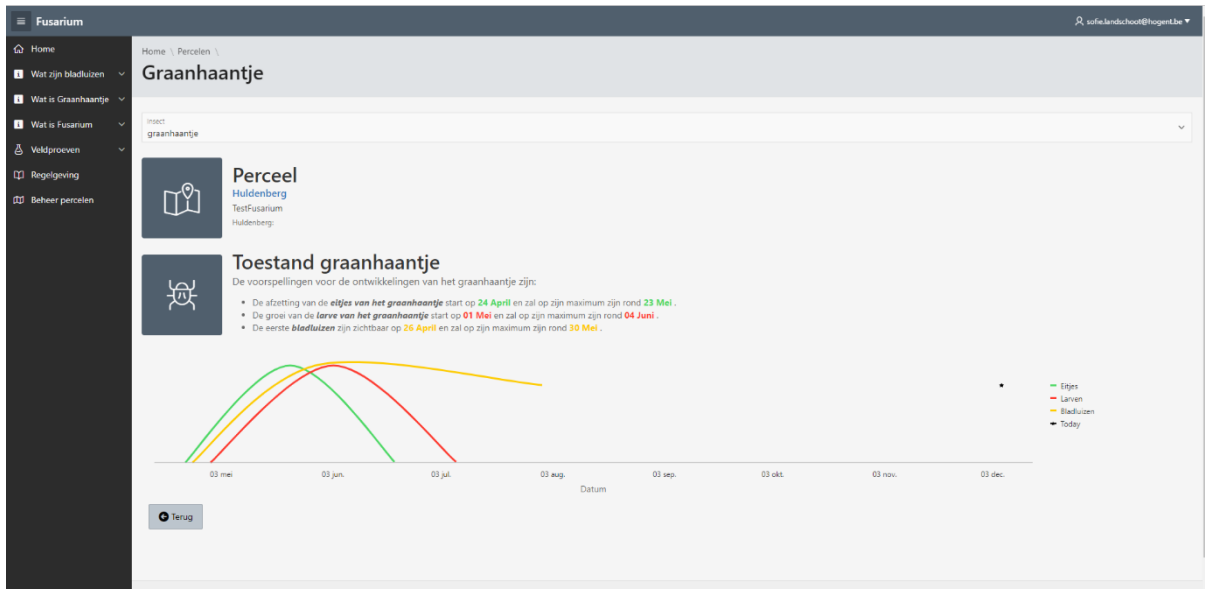 Fusarium
sofie.landschoot@hogent.be
Home
Wat zijn bladluizen
Wat is Graanhaantje
Wat is Fusarium
Veldproeven
Regelgeving
Beheer percelen
Home \ Percelen \
Graanhaantje
Insect
graanhaantje
Perceel
Huldenberg
TestFusarium
Huldenberg:
Toestand graanhaantje
De voorspellingen voor de ontwikkelingen van het graanhaantje zijn:
De afzetting van de eitjes van het graanhaantje start op 24 April en zal op zijn maximum zijn rond 23 Mei .
De groei van de larve van het graanhaantje start op 01 Mei en zal op zijn maximum zijn rond 04 Juni .
De eerste bladluizen zijn zichtbaar op 26 April en zal op zijn maximum zijn rond 30 Mei .
Eitjes
Larven
Bladluizen
Today
03 mei 03 jun. 03 jul. 03 aug. 03 sep. 03 okt. 03 nov. 03 dec.
Datum
Terug